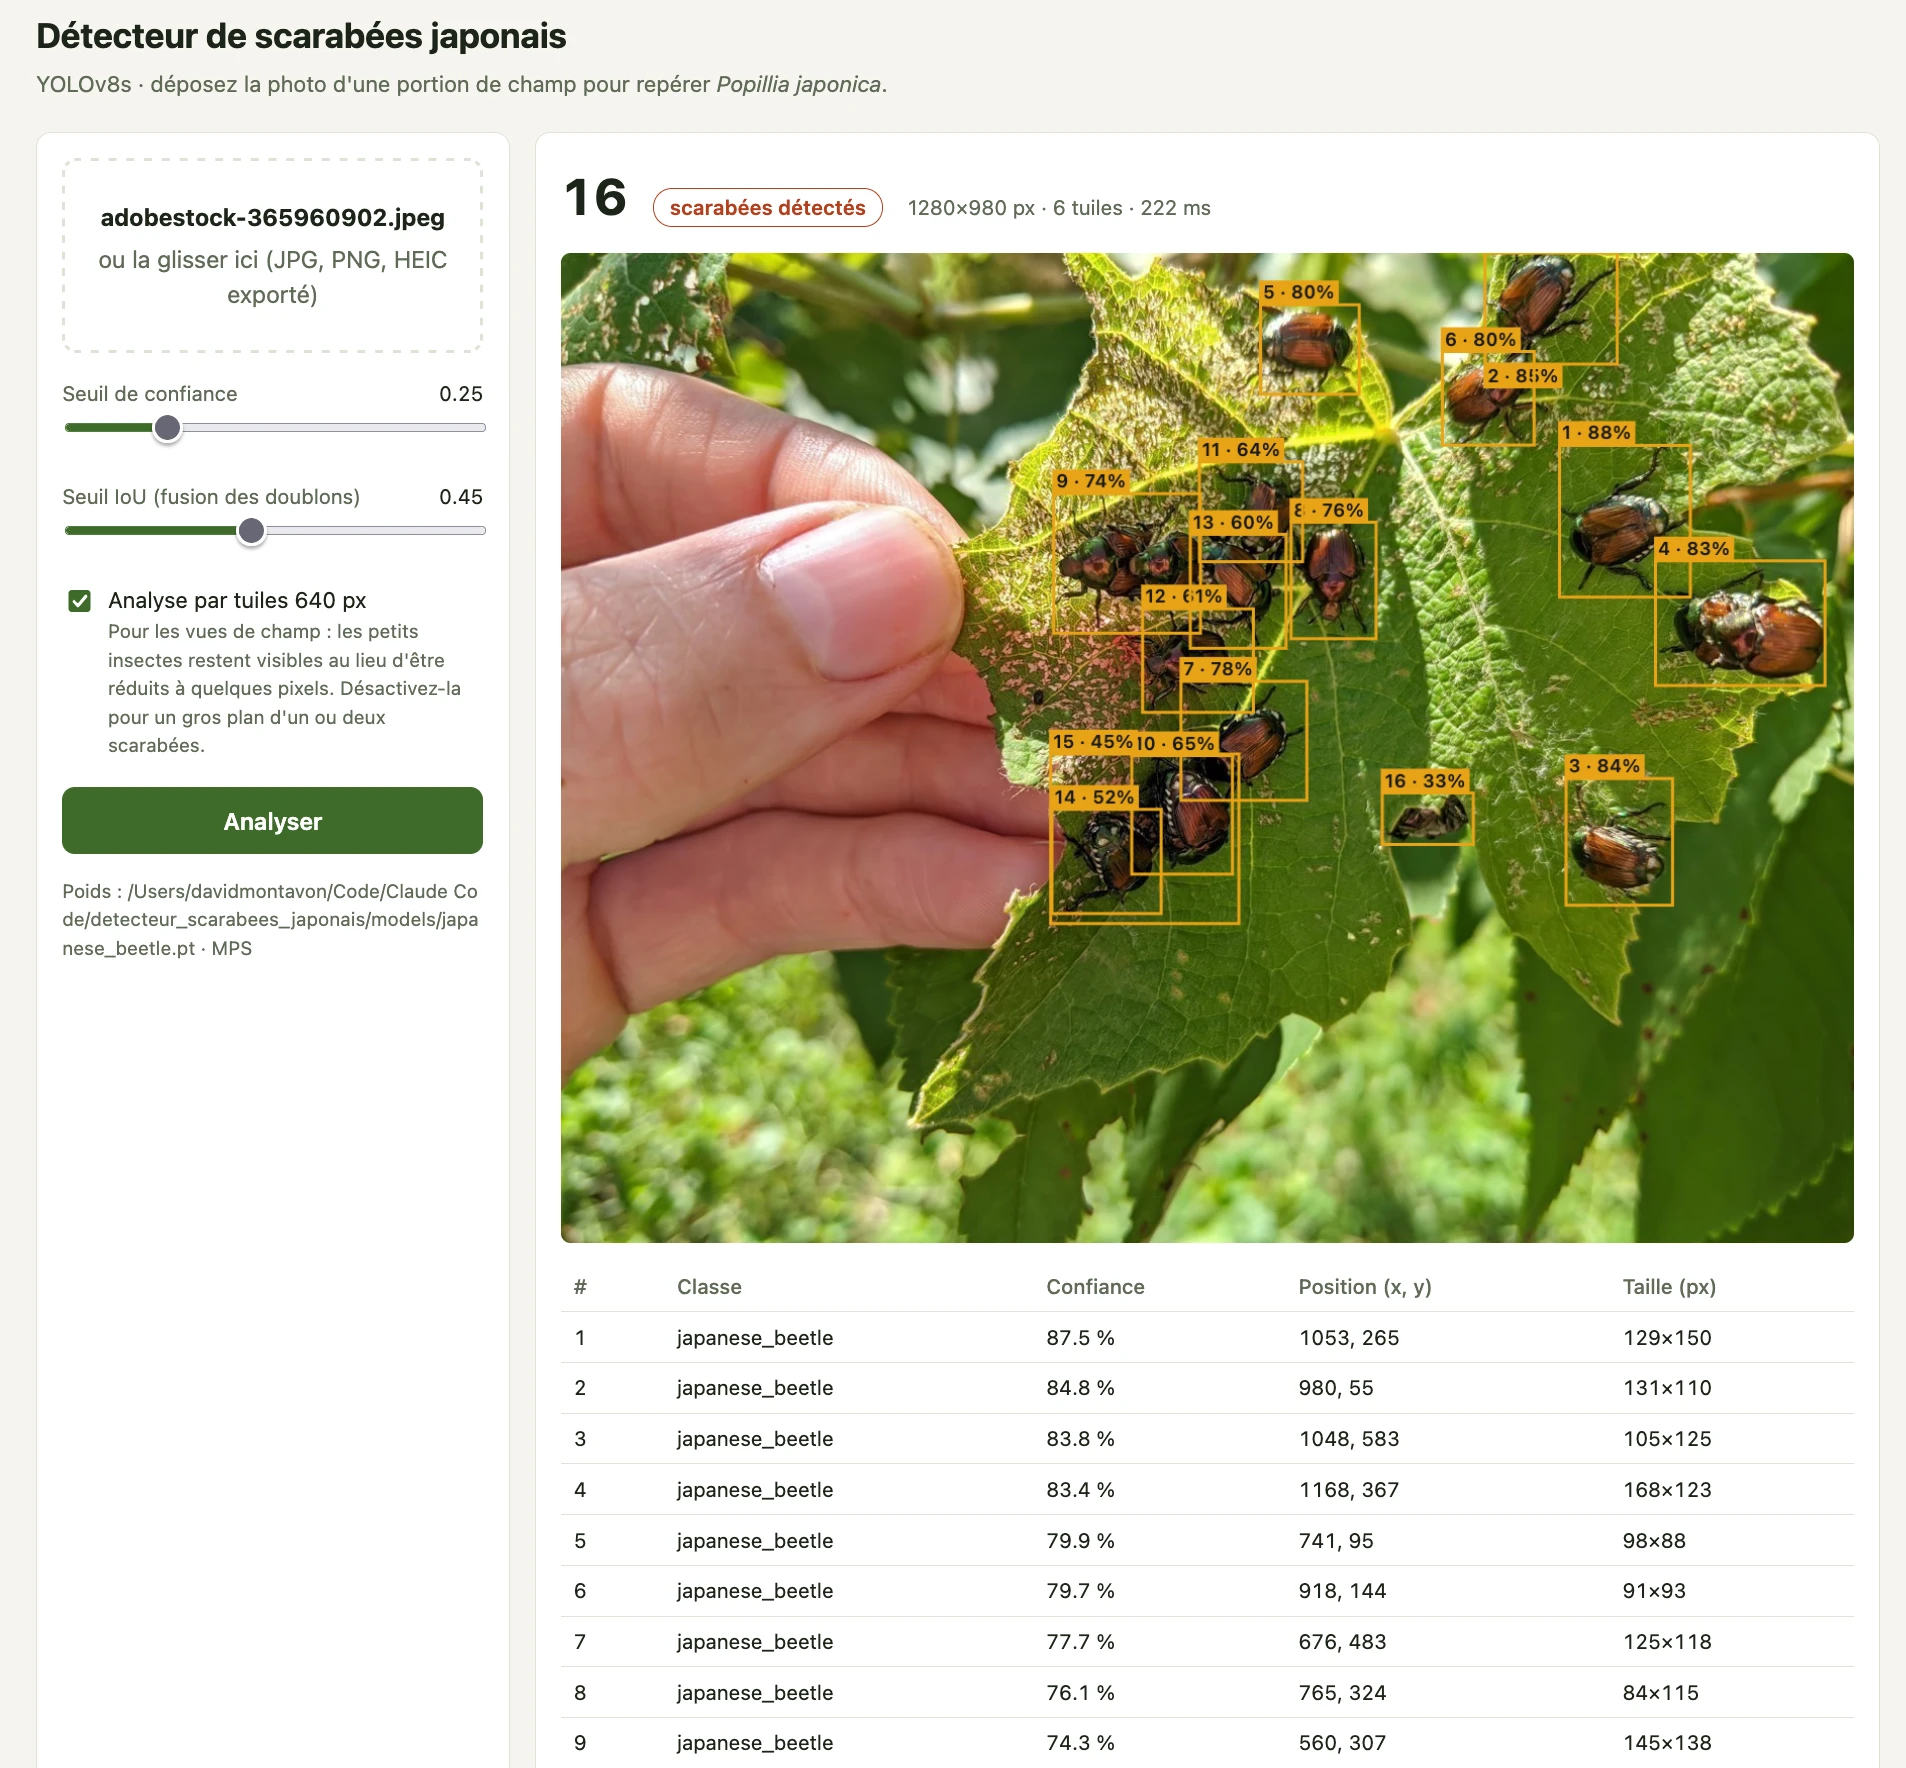 Détecteur de scarabées japonais
YOLOv8s · déposez la photo d'une portion de champ pour repérer Popillia japonica.
adobestock-365960902.jpeg
ou la glisser ici (JPG, PNG, HEIC
exporté)
Seuil de confiance 0.25
Seuil IoU (fusion des doublons) 0.45
Analyse par tuiles 640 px
Pour les vues de champ : les petits
insectes restent visibles au lieu d'être
réduits à quelques pixels. Désactivez-la
pour un gros plan d'un ou deux
scarabées.
Analyser
Poids : /Users/davidmontavon/Code/Claude Co
de/detecteur_scarabees_japonais/models/japa
nese_beetle.pt · MPS
16 scarabées détectés 1280×980 px · 6 tuiles · 222 ms
5 · 80%
6 · 80%
2 · 85%
1 · 88%
11 · 64%
9 · 74%
8 · 76%
13 · 60%
4 · 83%
12 · 61%
7 · 78%
15 · 45%
10 · 65%
3 · 84%
16 · 33%
14 · 52%
# Classe Confiance Position (x, y) Taille (px)
1 japanese_beetle 87.5 % 1053, 265 129×150
2 japanese_beetle 84.8 % 980, 55 131×110
3 japanese_beetle 83.8 % 1048, 583 105×125
4 japanese_beetle 83.4 % 1168, 367 168×123
5 japanese_beetle 79.9 % 741, 95 98×88
6 japanese_beetle 79.7 % 918, 144 91×93
7 japanese_beetle 77.7 % 676, 483 125×118
8 japanese_beetle 76.1 % 765, 324 84×115
9 japanese_beetle 74.3 % 560, 307 145×138